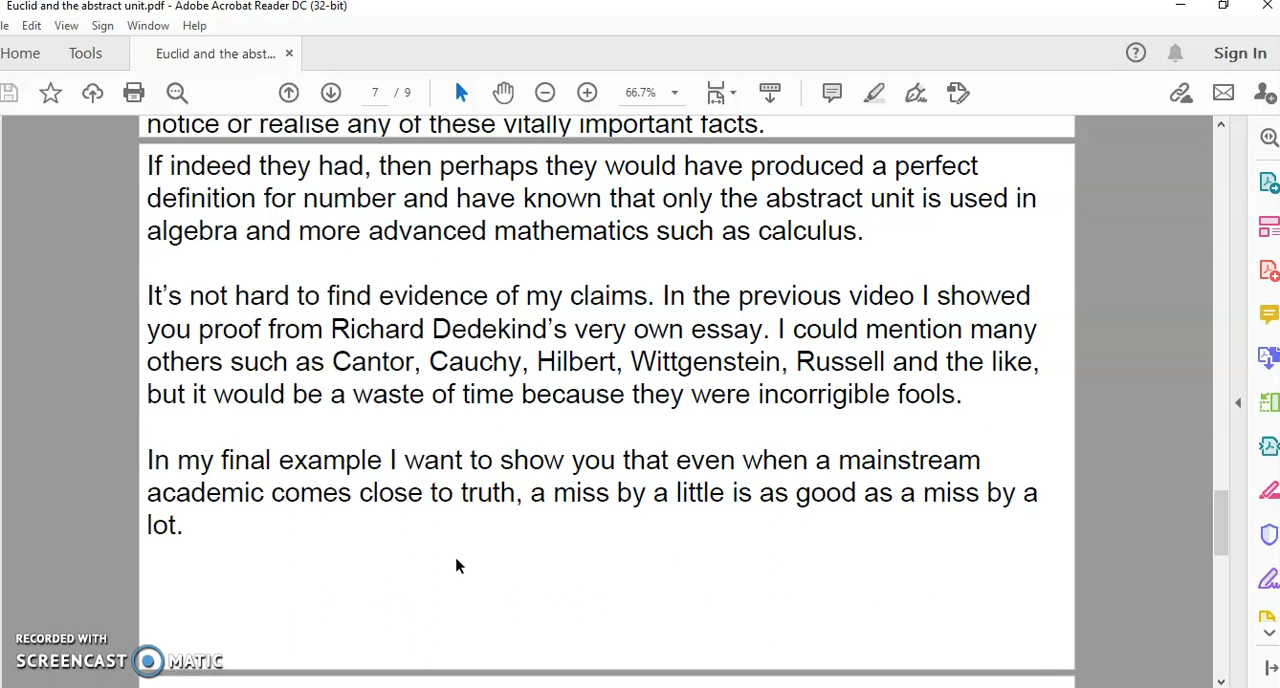 Euclid and the abstract unit.pdf - Adobe Acrobat Reader DC (32-bit)
le Edit View Sign Window Help
Home Tools Euclid and the abst... × Sign In
7 / 9 66.7%
notice or realise any of these vitally important facts.
If indeed they had, then perhaps they would have produced a perfect
definition for number and have known that only the abstract unit is used in
algebra and more advanced mathematics such as calculus.
It’s not hard to find evidence of my claims. In the previous video I showed
you proof from Richard Dedekind’s very own essay. I could mention many
others such as Cantor, Cauchy, Hilbert, Wittgenstein, Russell and the like,
but it would be a waste of time because they were incorrigible fools.
In my final example I want to show you that even when a mainstream
academic comes close to truth, a miss by a little is as good as a miss by a
lot.
RECORDED WITH
SCREENCAST MATIC